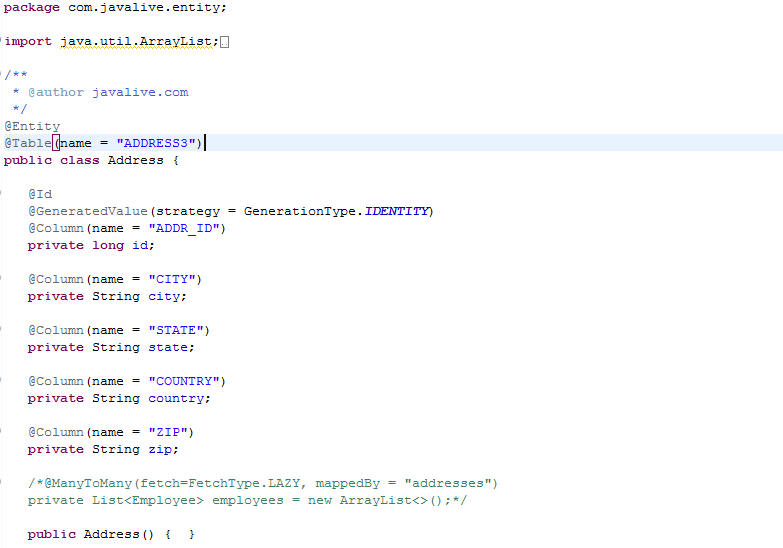 package com.javalive.entity;
import java.util.ArrayList;
/**
 * @author javalive.com
 */
@Entity
@Table(name = "ADDRESS3")
public class Address {
@Id
@GeneratedValue(strategy = GenerationType.IDENTITY)
@Column(name = "ADDR_ID")
private long id;
@Column(name = "CITY")
private String city;
@Column(name = "STATE")
private String state;
@Column(name = "COUNTRY")
private String country;
@Column(name = "ZIP")
private String zip;
/*@ManyToMany(fetch=FetchType.LAZY, mappedBy = "addresses")
private List<Employee> employees = new ArrayList<>();*/
public Address() {  }